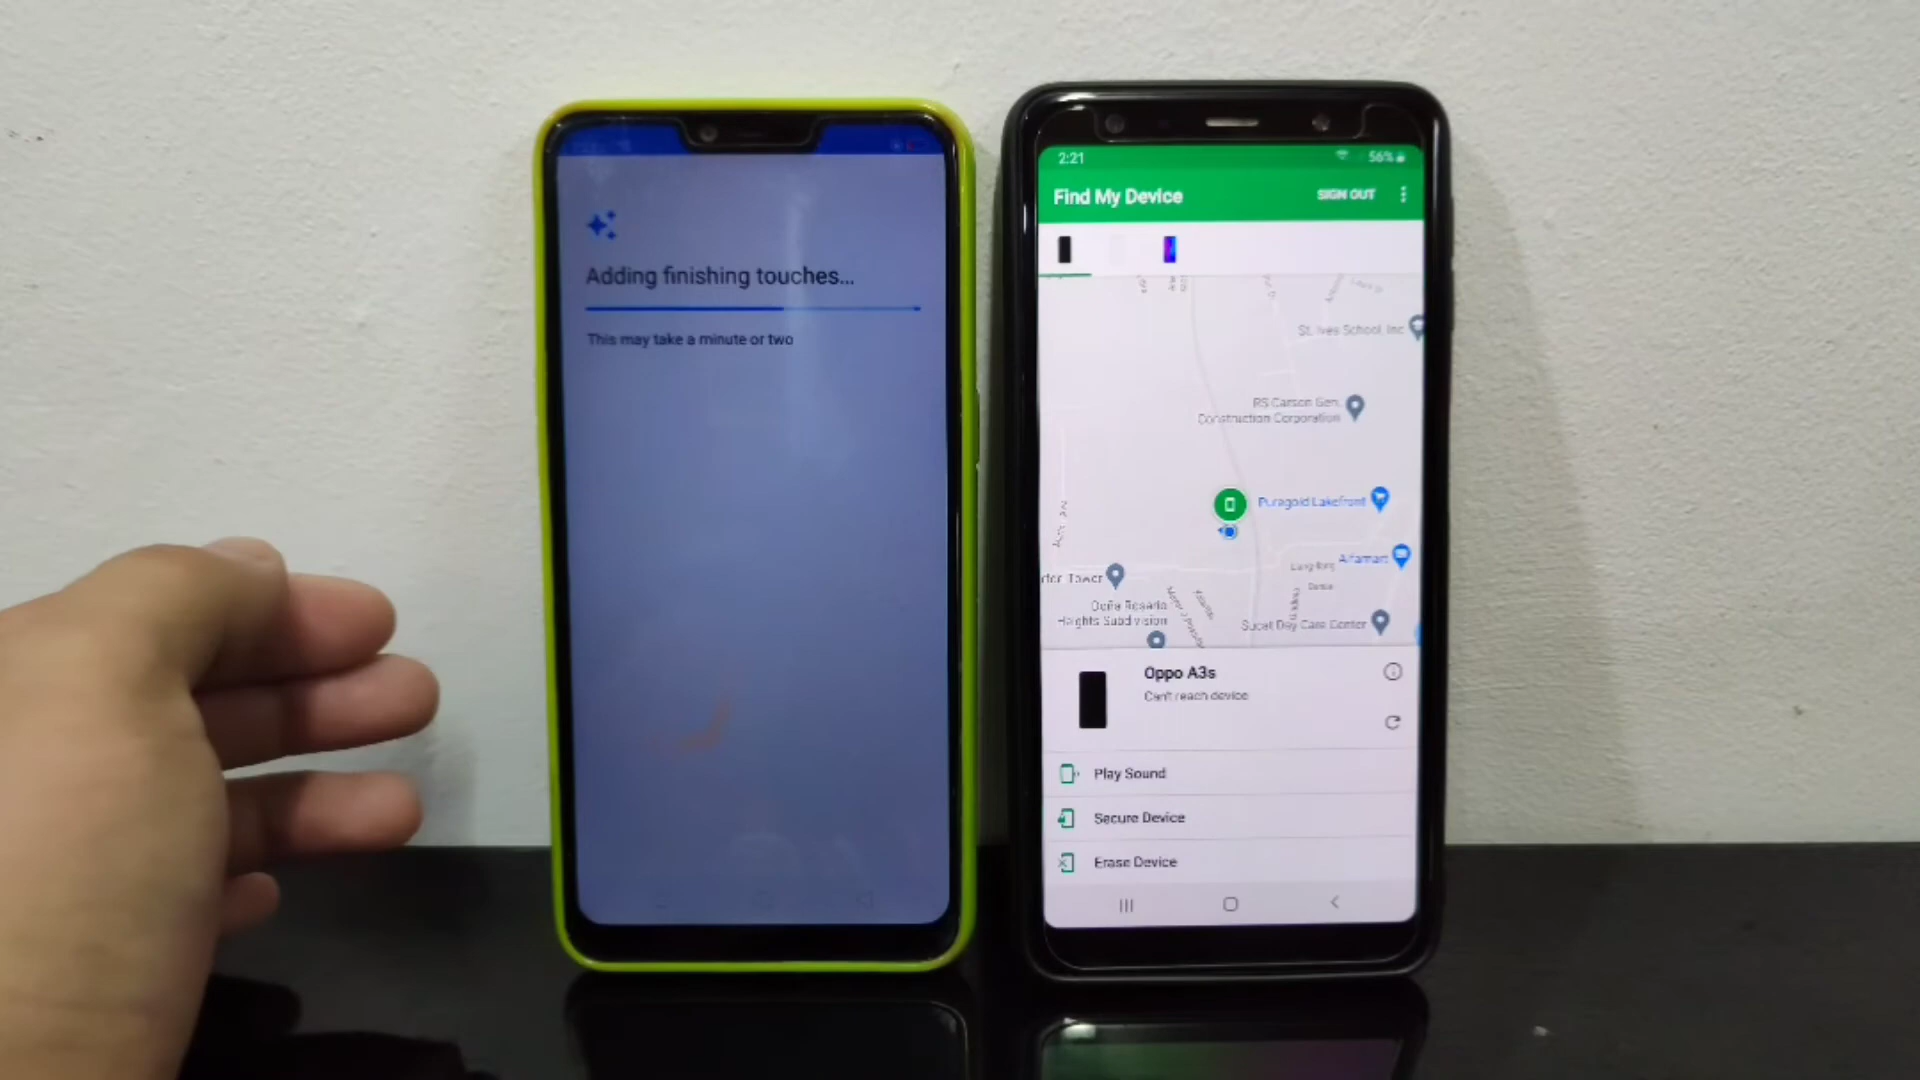 Adding finishing touches...
This may take a minute or two
2:21
56%
Find My Device
SIGN OUT
St. Ives School, Inc
RS Carson Gen.
Construction Corporation
Puregold Lakefront
Alfamart
Tower
Doña Rosario
Heights Subdivision
Sucat Day Care Center
Oppo A3s
Can't reach device
Play Sound
Secure Device
Erase Device